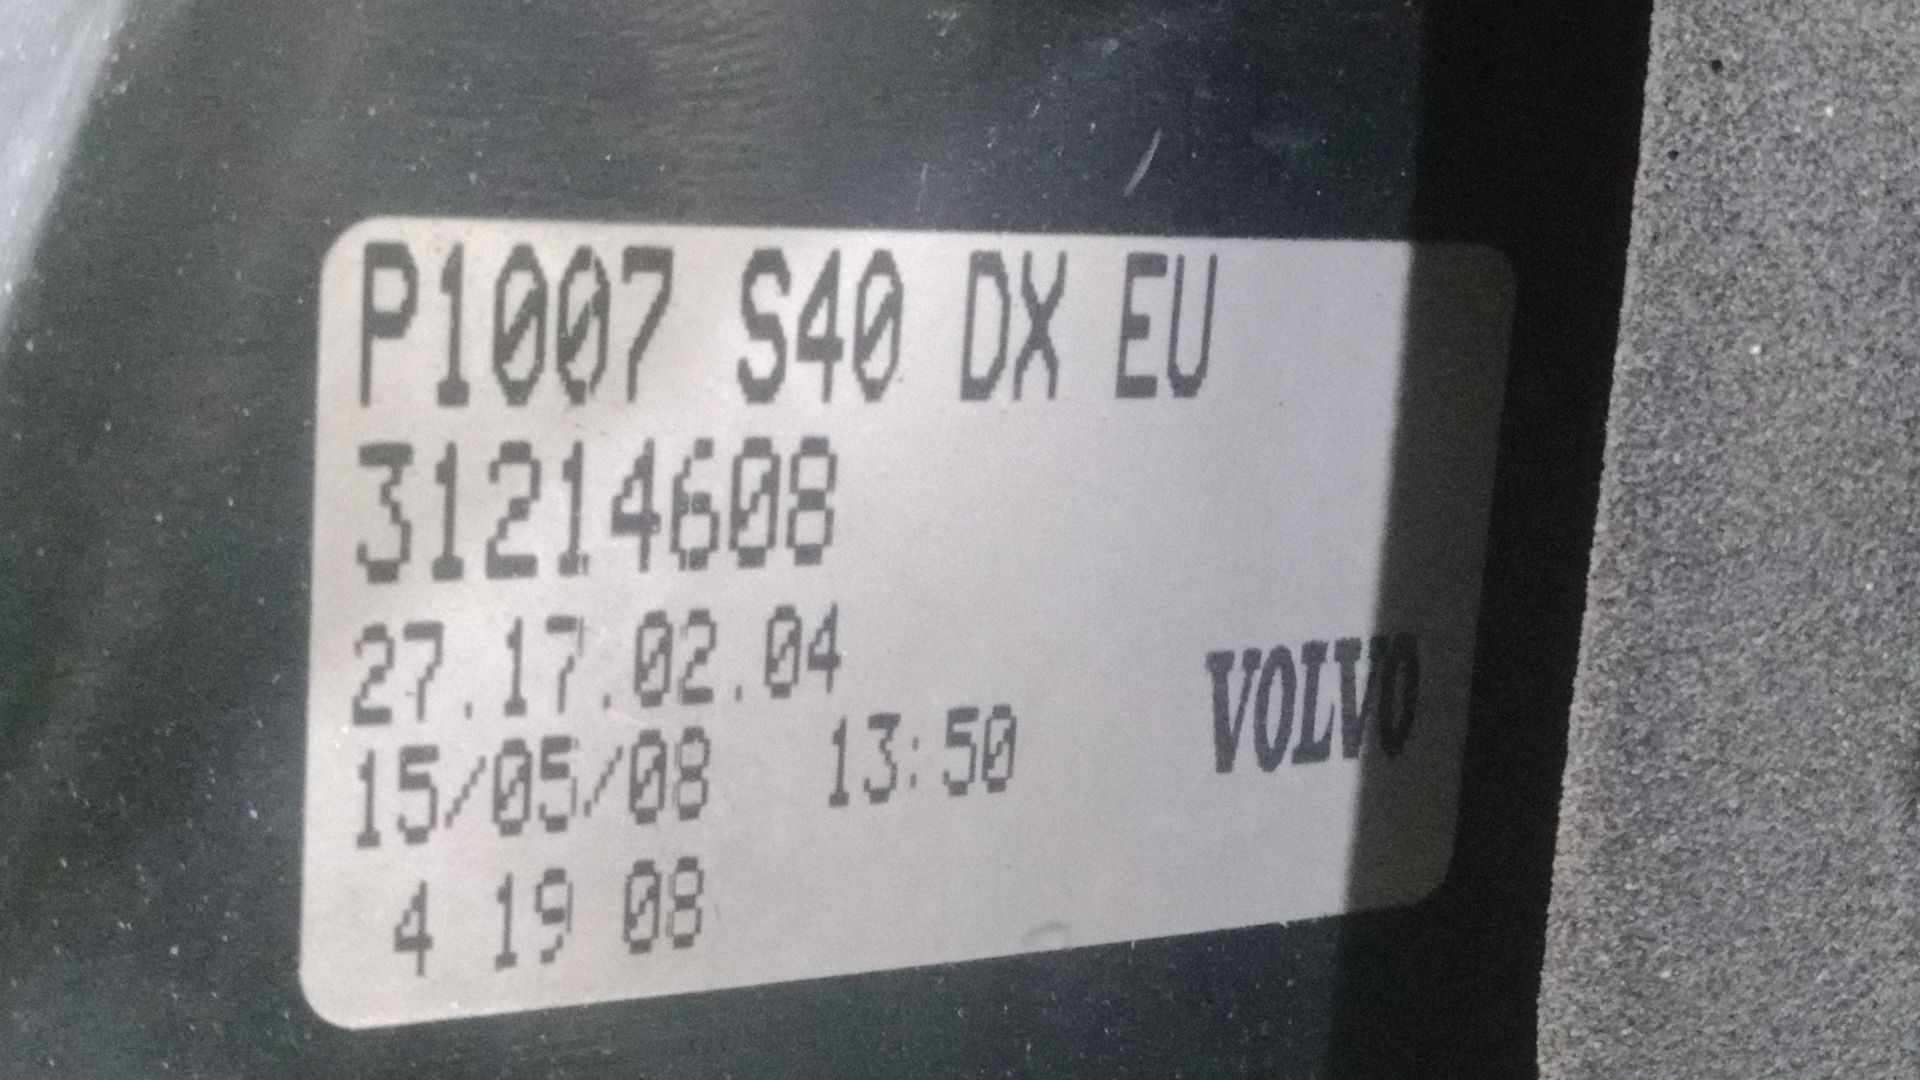 P1007 S40 DX EU
31214608
27.17.02.04
15/05/08 13:50
VOLVO
4 19 08